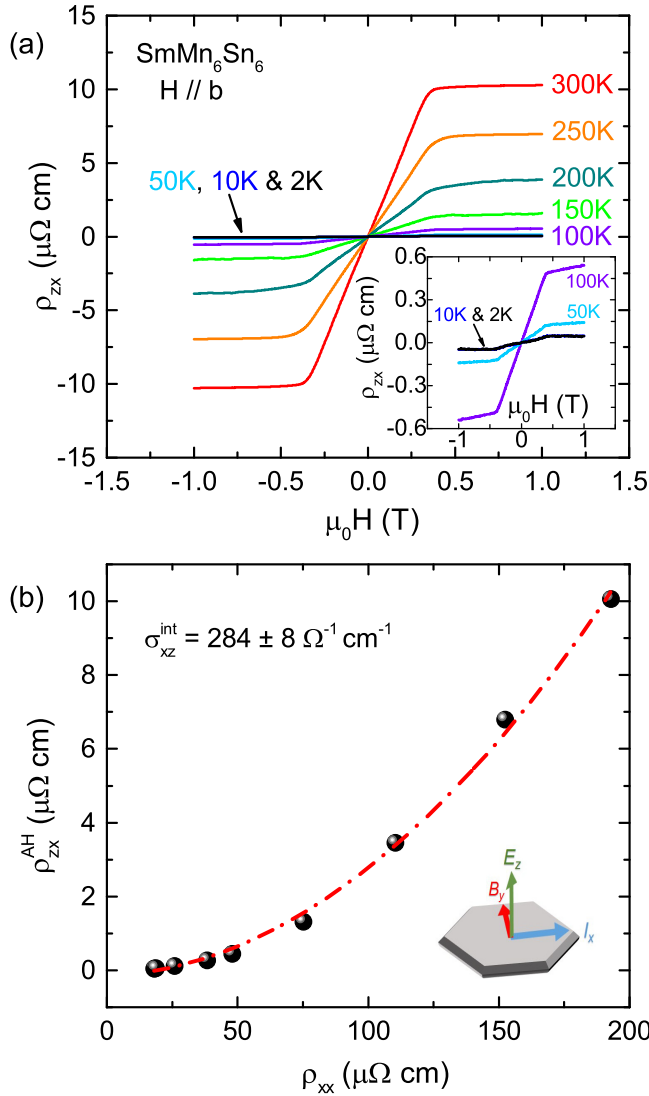 (a)
SmMn₆Sn₆
H // b
300K
250K
50K, 10K & 2K
200K
150K
100K
ρzx (μΩ cm)
15
10
5
0
-5
-10
-15
-1.5 -1.0 -0.5 0.0 0.5 1.0 1.5
μ₀H (T)
0.6
0.3
0.0
-0.3
-0.6
ρzx (μΩ cm)
100K
50K
10K & 2K
μ₀H (T)
-1 0 1
(b)
σxz^int = 284 ± 8 Ω⁻¹ cm⁻¹
ρzx^AH (μΩ cm)
10
8
6
4
2
0
Ez
By
Ix
0 50 100 150 200
ρxx (μΩ cm)